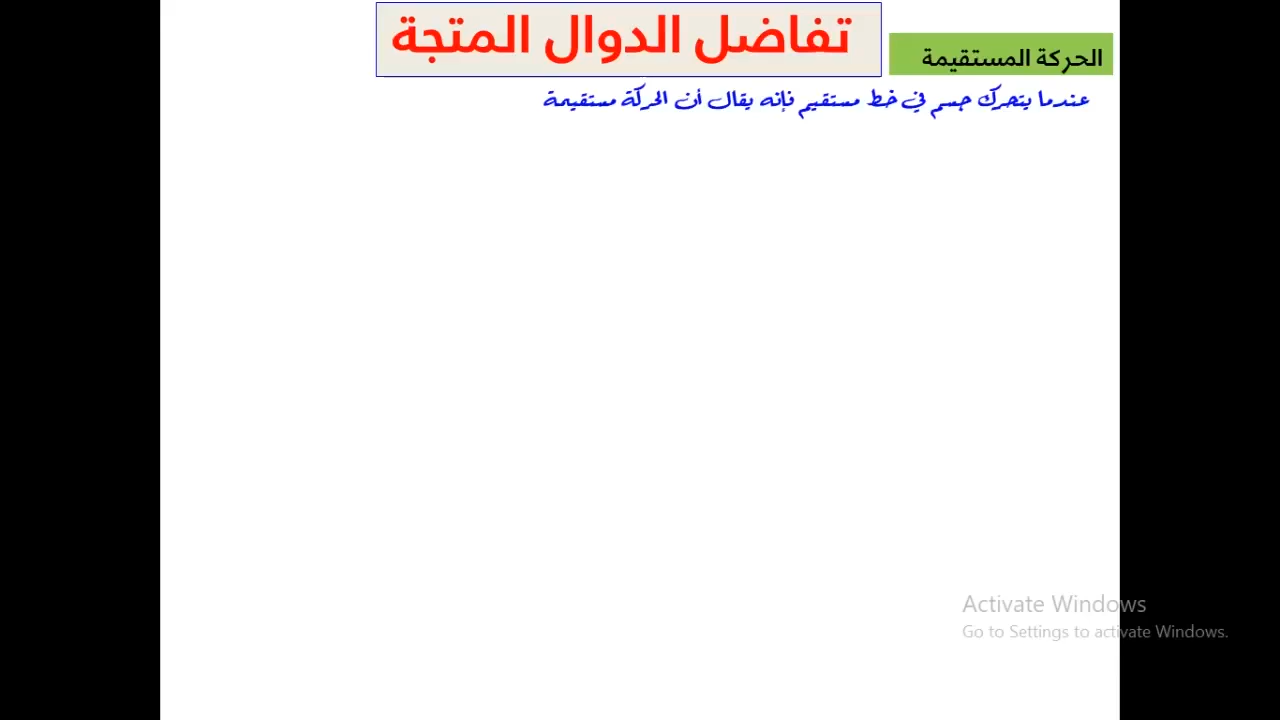 تفاضل الدوال المتجة
الحركة المستقيمة
عندما يتحرك جسم في خط مستقيم فإنه يقال أن الحركة مستقيمة
Activate Windows
Go to Settings to activate Windows.